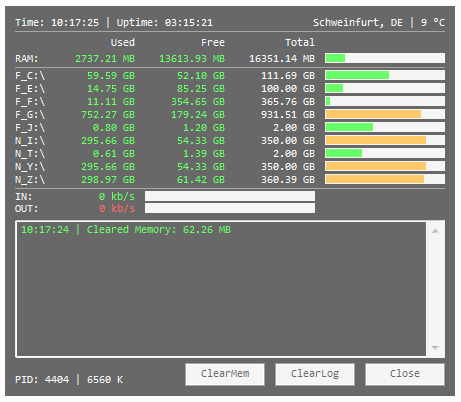 Time: 10:17:25 | Uptime: 03:15:21 Schweinfurt, DE | 9 °C
Used Free Total
RAM: 2737.21 MB 13613.93 MB 16351.14 MB
F_C:\ 59.59 GB 52.10 GB 111.69 GB
F_E:\ 14.75 GB 85.25 GB 100.00 GB
F_F:\ 11.11 GB 354.65 GB 365.76 GB
F_G:\ 752.27 GB 179.24 GB 931.51 GB
F_J:\ 0.80 GB 1.20 GB 2.00 GB
N_I:\ 295.66 GB 54.33 GB 350.00 GB
N_T:\ 0.61 GB 1.39 GB 2.00 GB
N_Y:\ 295.66 GB 54.33 GB 350.00 GB
N_Z:\ 298.97 GB 61.42 GB 360.39 GB
IN: 0 kb/s
OUT: 0 kb/s
10:17:24 | Cleared Memory: 62.26 MB
PID: 4404 | 6560 K ClearMem ClearLog Close